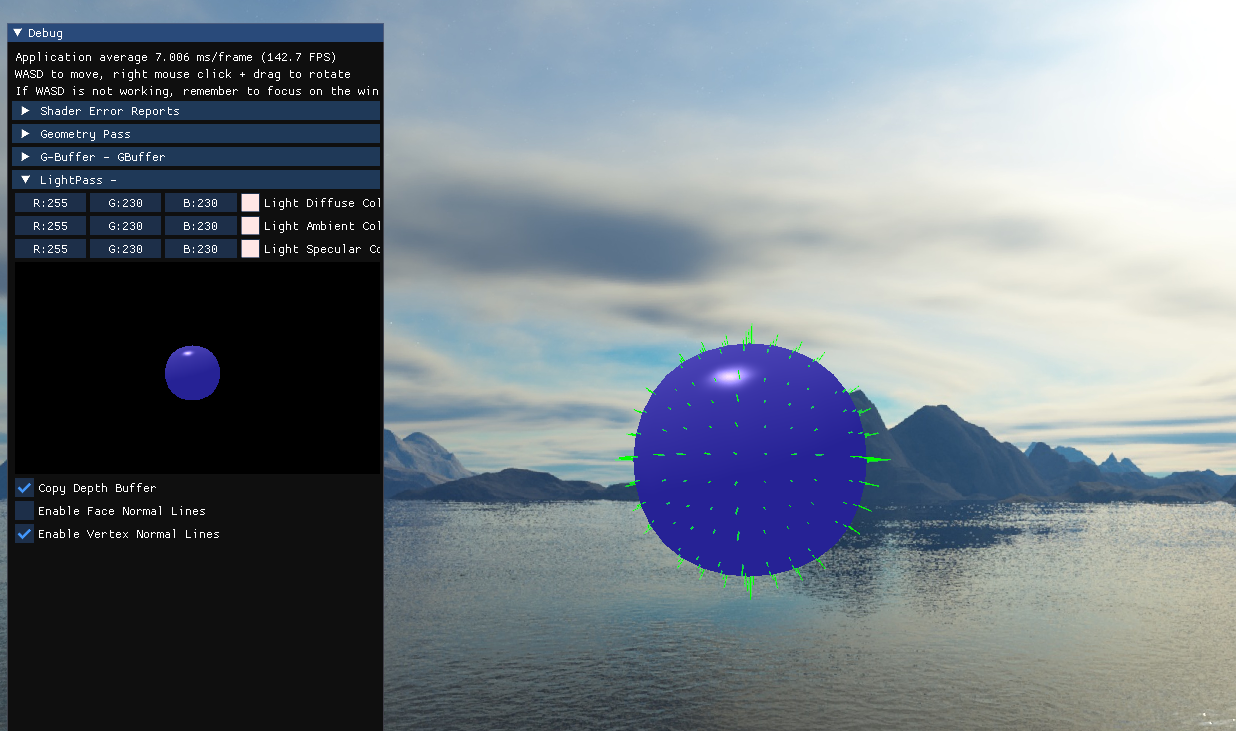 Debug
Application average 7.006 ms/frame (142.7 FPS)
WASD to move, right mouse click + drag to rotate
If WASD is not working, remember to focus on the win
Shader Error Reports
Geometry Pass
G-Buffer - GBuffer
LightPass -
R:255 G:230 B:230 Light Diffuse Col
R:255 G:230 B:230 Light Ambient Col
R:255 G:230 B:230 Light Specular Co
Copy Depth Buffer
Enable Face Normal Lines
Enable Vertex Normal Lines